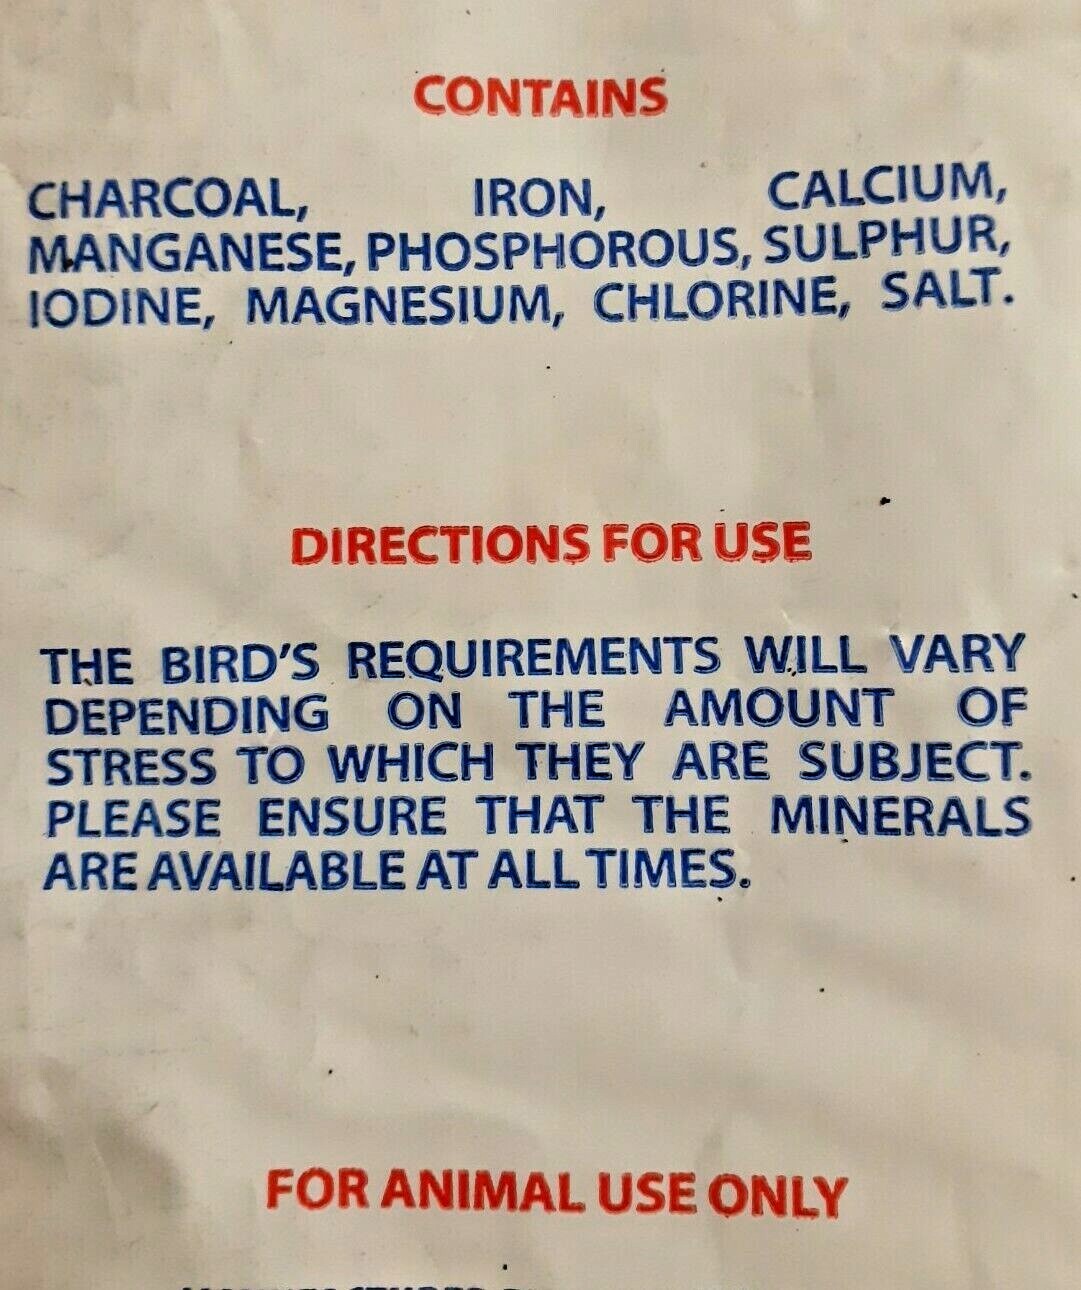 CONTAINS
CHARCOAL, IRON, CALCIUM,
MANGANESE, PHOSPHOROUS, SULPHUR,
IODINE, MAGNESIUM, CHLORINE, SALT.
DIRECTIONS FOR USE
THE BIRD'S REQUIREMENTS WILL VARY
DEPENDING ON THE AMOUNT OF
STRESS TO WHICH THEY ARE SUBJECT.
PLEASE ENSURE THAT THE MINERALS
ARE AVAILABLE AT ALL TIMES.
FOR ANIMAL USE ONLY